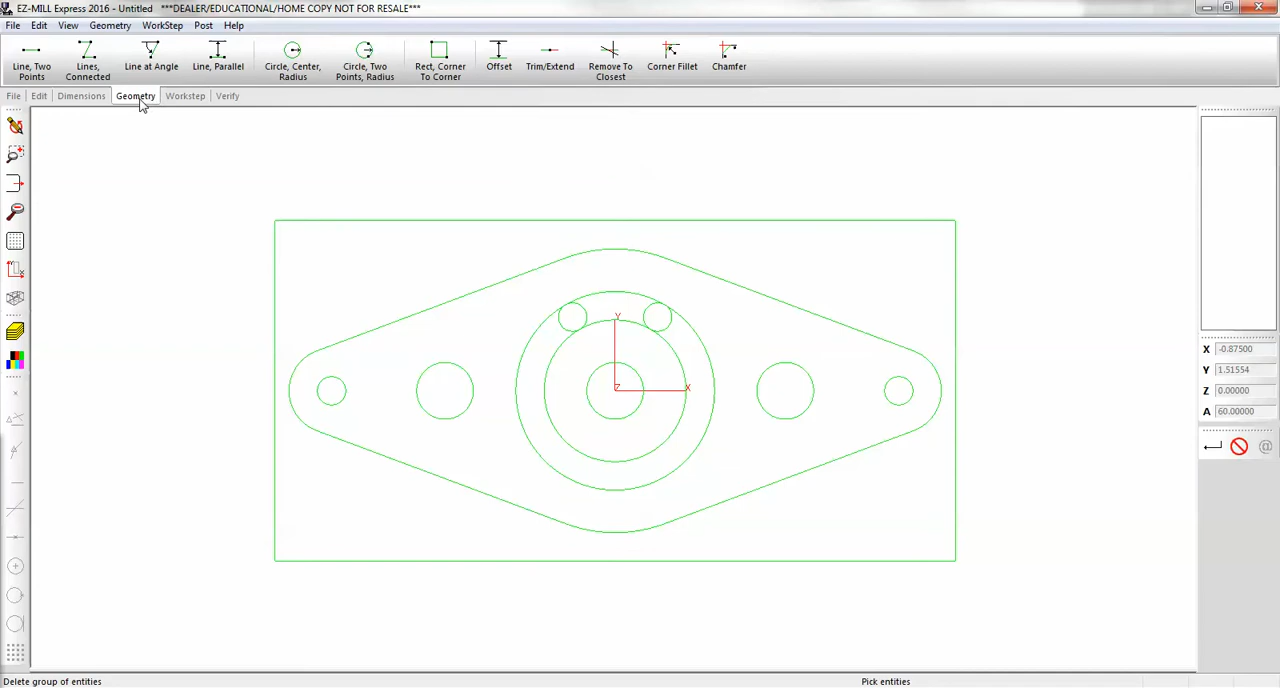 EZ-MILL Express 2016 - Untitled ***DEALER/EDUCATIONAL/HOME COPY NOT FOR RESALE***
File Edit View Geometry WorkStep Post Help
Line, Two Points
Lines, Connected
Line at Angle
Line, Parallel
Circle, Center, Radius
Circle, Two Points, Radius
Rect, Corner To Corner
Offset
Trim/Extend
Remove To Closest
Corner Fillet
Chamfer
File Edit Dimensions Geometry Workstep Verify
Y
Z
X
X -0.87500
Y 1.51554
Z 0.00000
A 60.00000
@
Delete group of entities
Pick entities